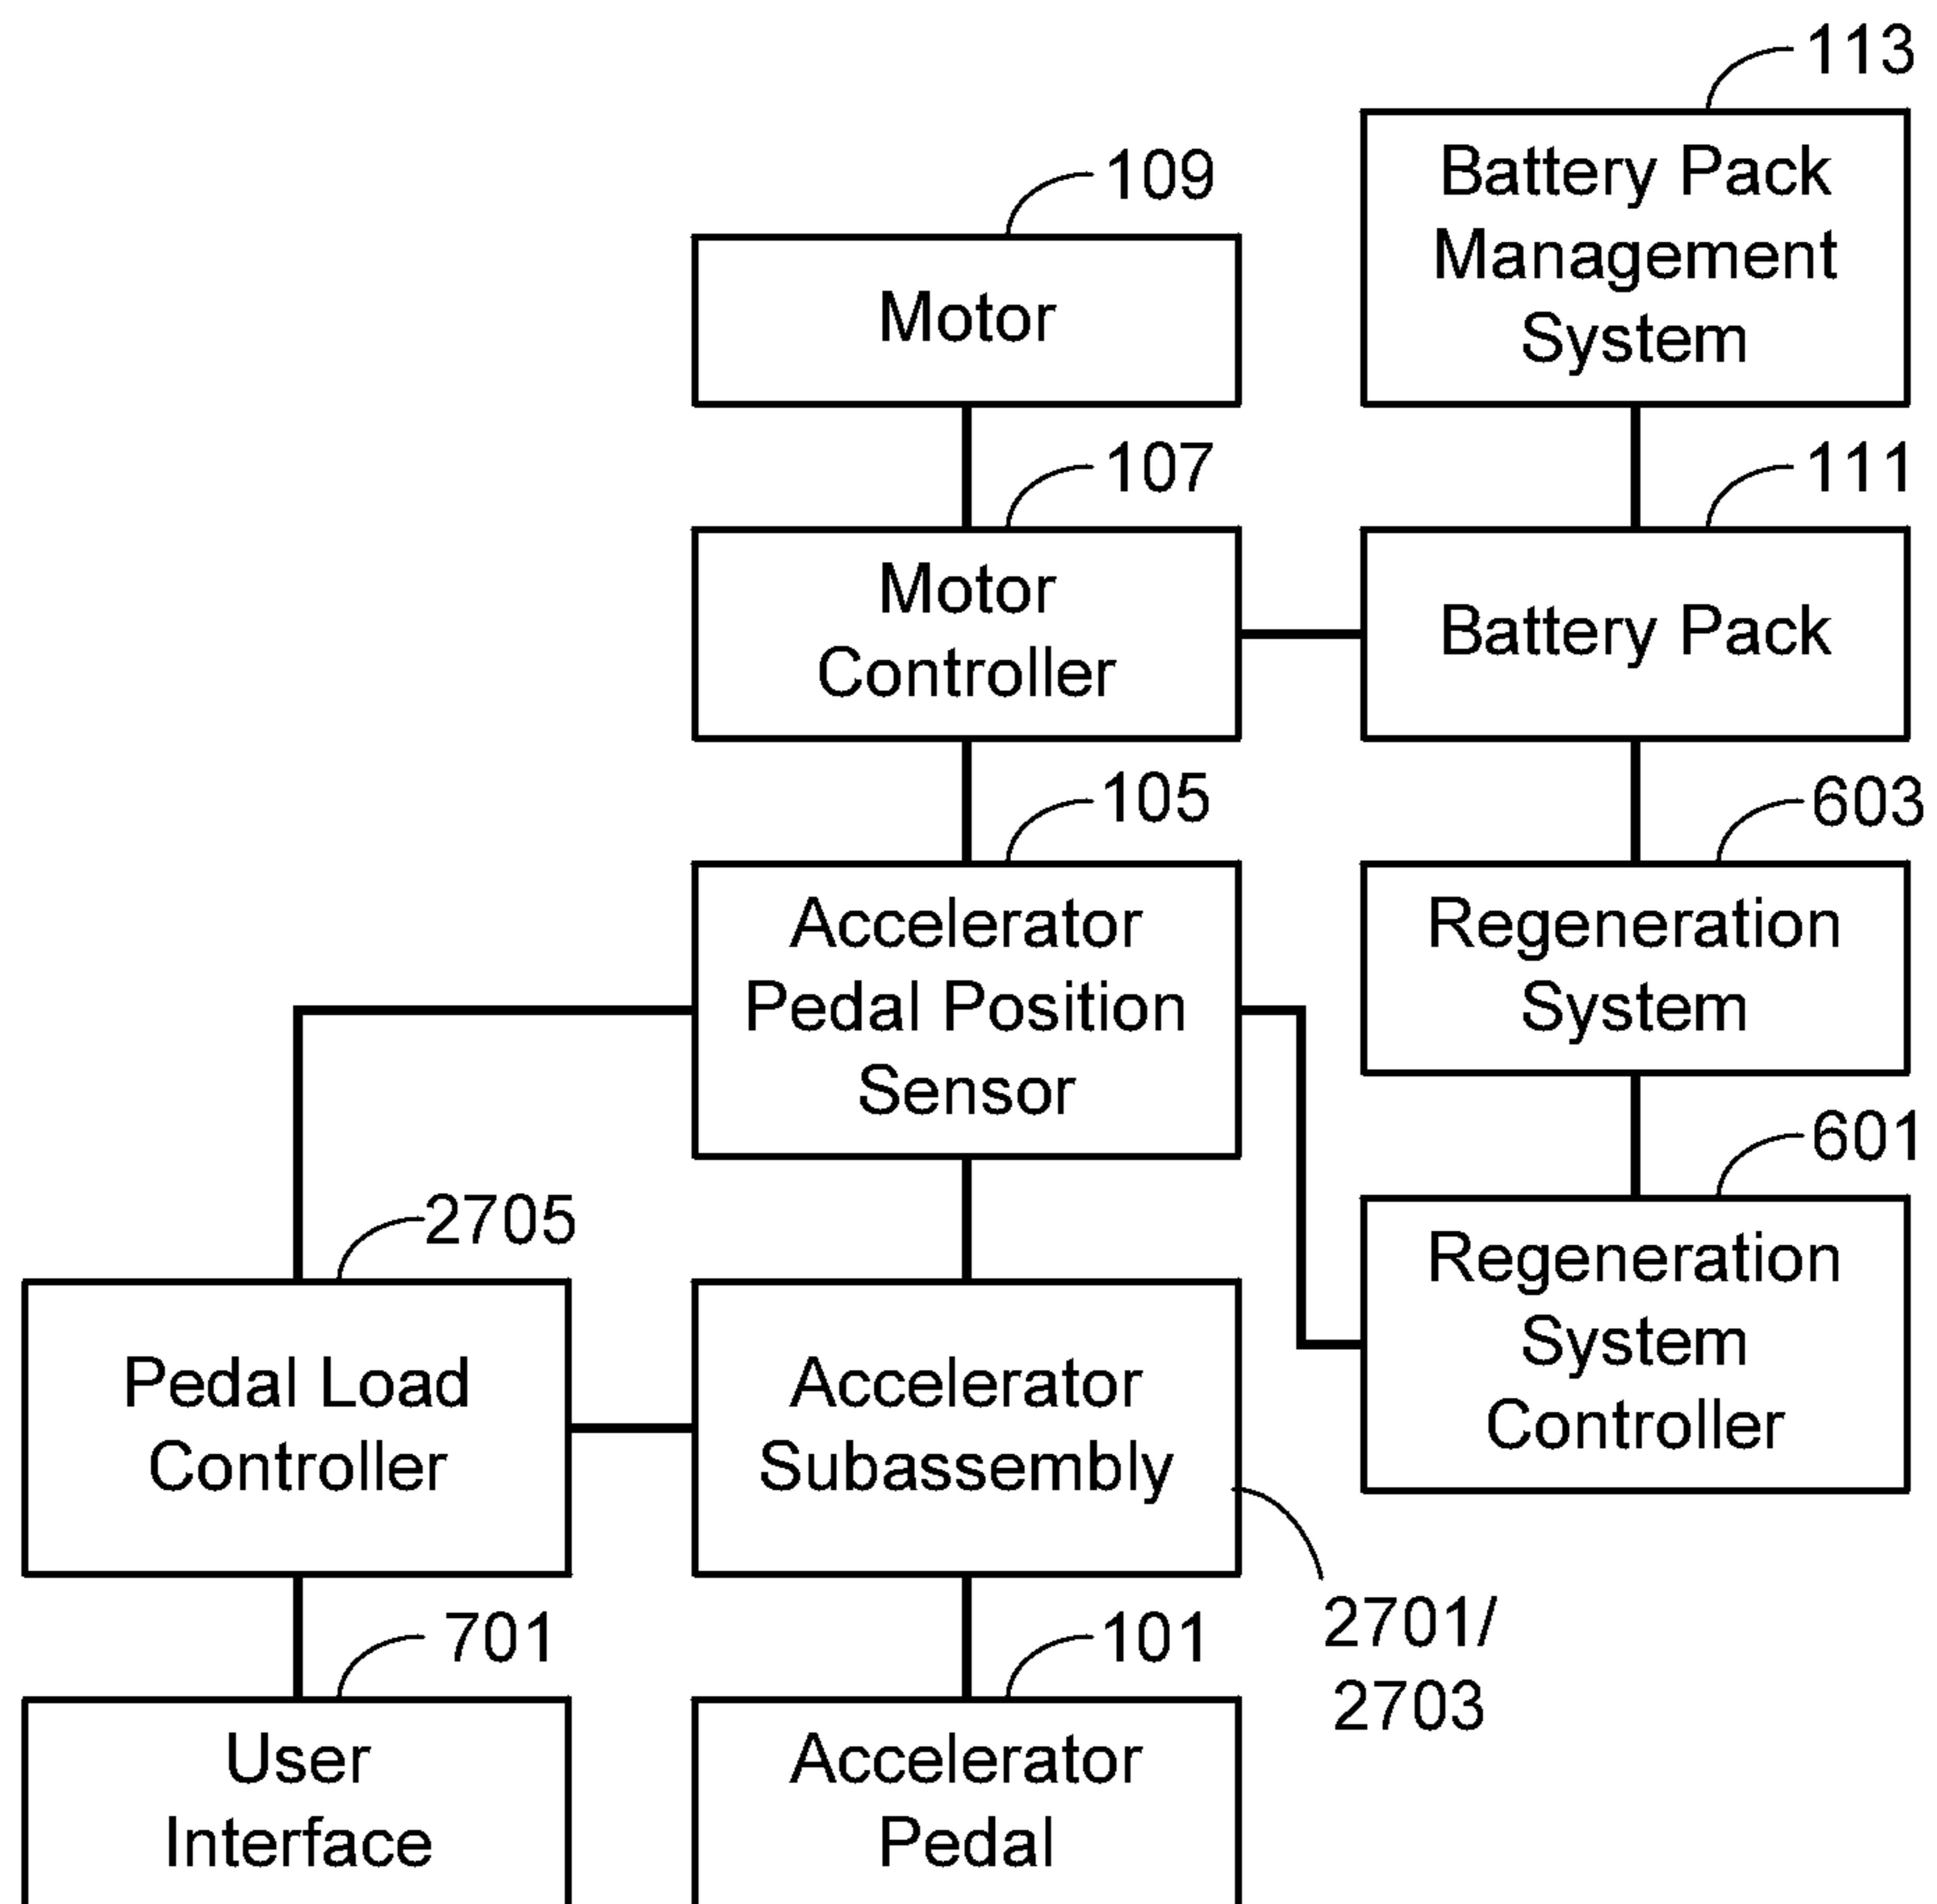 113
Battery Pack
Management
System
109
Motor
107
Motor
Controller
111
Battery Pack
105
Accelerator
Pedal Position
Sensor
603
Regeneration
System
601
Regeneration
System
Controller
2705
Pedal Load
Controller
Accelerator
Subassembly
2701/
2703
701
User
Interface
101
Accelerator
Pedal